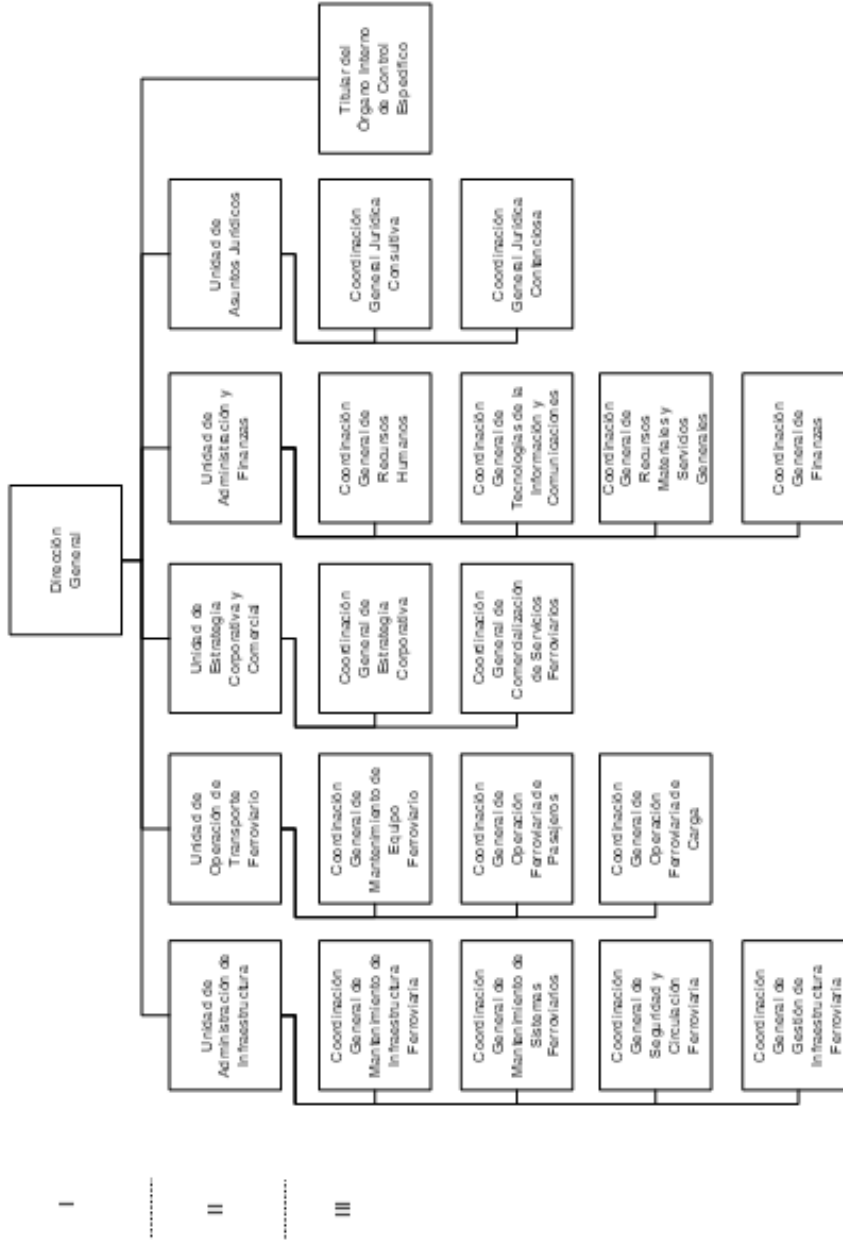 Dirección
General
I
Unidad de
Administración de
Infraestructura
Unidad de
Operación de
Transporte
Ferroviario
Unidad de
Estrategia
Corporativa y
Comercial
Unidad de
Administración y
Finanzas
Unidad de
Asuntos Jurídicos
II
Coordinación
General de
Mantenimiento de
Infraestructura
Ferroviaria
Coordinación
General de
Mantenimiento de
Equipo
Ferroviario
Coordinación
General de
Estrategia
Corporativa
Coordinación
General de
Recursos
Humanos
Coordinación
General Jurídica
Consultiva
Titular del
Órgano Interno
de Control
Específico
III
Coordinación
General de
Mantenimiento de
Sistemas
Ferroviarios
Coordinación
General de
Operación
Ferroviaria de
Pasajeros
Coordinación
General de
Comercialización
de Servicios
Ferroviarios
Coordinación
General de
Tecnologías de la
Información y
Comunicaciones
Coordinación
General Jurídica
Contenciosa
Coordinación
General de
Seguridad y
Circulación
Ferroviaria
Coordinación
General de
Operación
Ferroviaria de
Carga
Coordinación
General de
Recursos
Materiales y
Servicios
Generales
Coordinación
General de
Gestión de
Infraestructura
Ferroviaria
Coordinación
General de
Finanzas